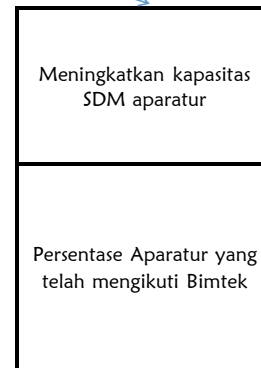 Meningkatkan kapasitas
SDM aparatur
Persentase Aparatur yang
telah mengikuti Bimtek